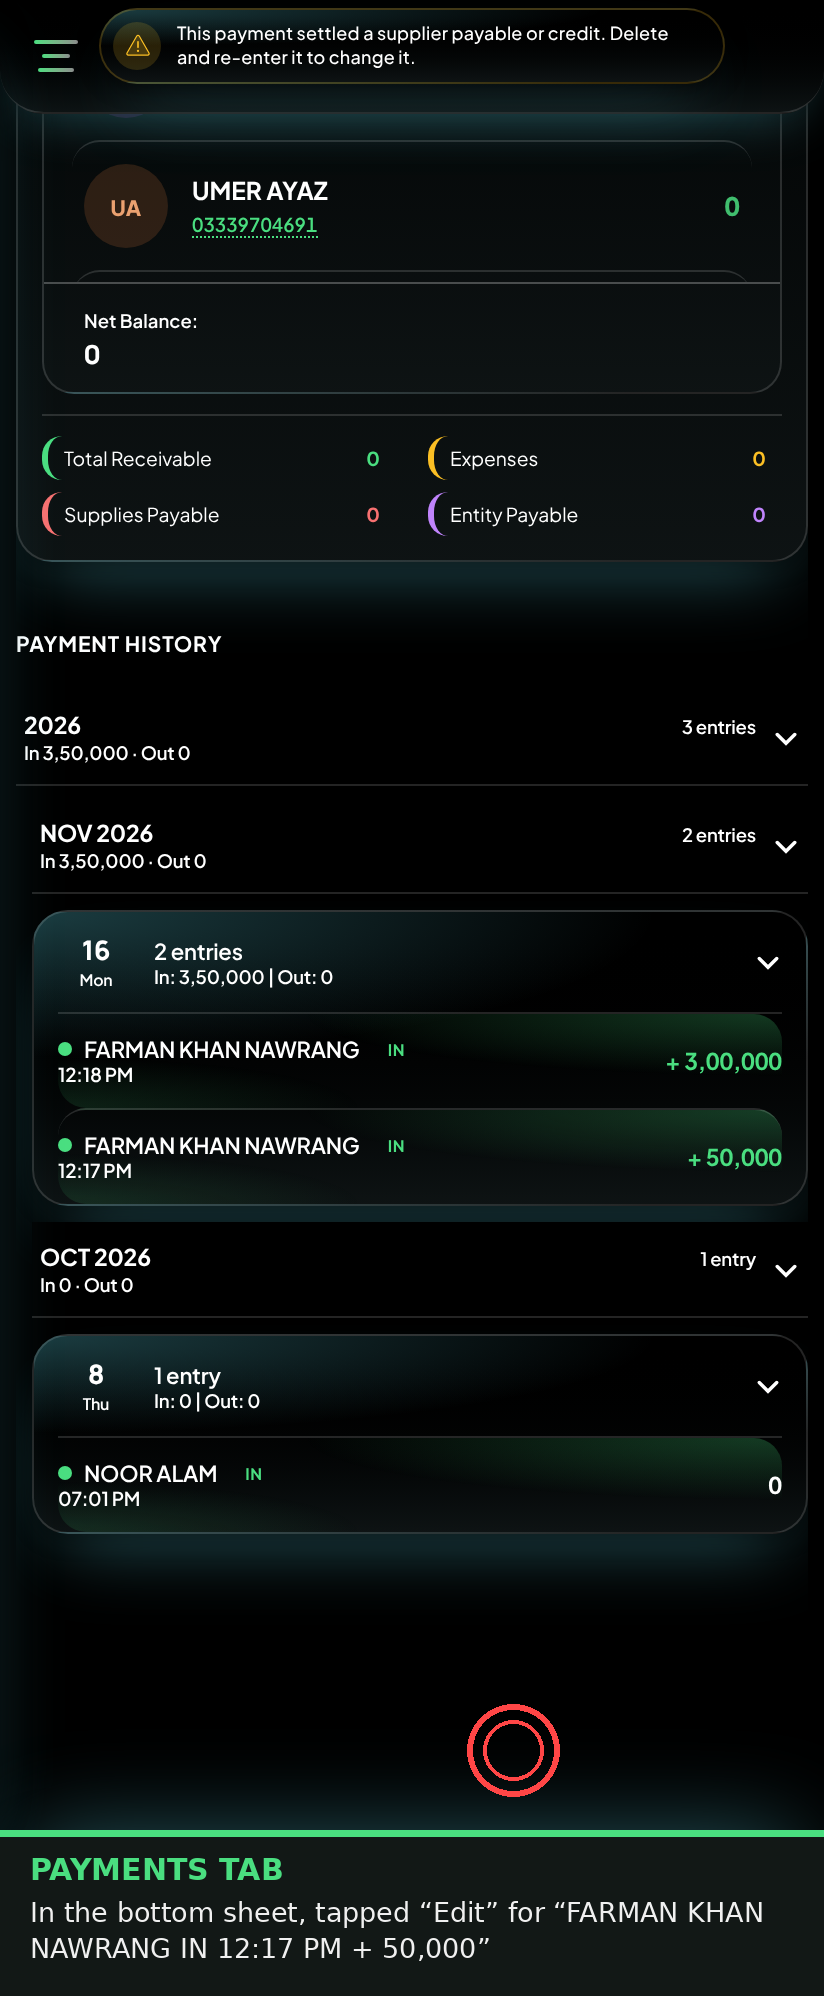 This payment settled a supplier payable or credit. Delete
and re-enter it to change it.
UA
UMER AYAZ
03339704691
0
Net Balance:
0
Total Receivable 0
Expenses 0
Supplies Payable 0
Entity Payable 0
PAYMENT HISTORY
2026
3 entries
In 3,50,000 · Out 0
NOV 2026
2 entries
In 3,50,000 · Out 0
16
Mon
2 entries
In: 3,50,000 | Out: 0
FARMAN KHAN NAWRANG IN
12:18 PM
+ 3,00,000
FARMAN KHAN NAWRANG IN
12:17 PM
+ 50,000
OCT 2026
1 entry
In 0 · Out 0
8
Thu
1 entry
In: 0 | Out: 0
NOOR ALAM IN
07:01 PM
0
PAYMENTS TAB
In the bottom sheet, tapped “Edit” for “FARMAN KHAN
NAWRANG IN 12:17 PM + 50,000”